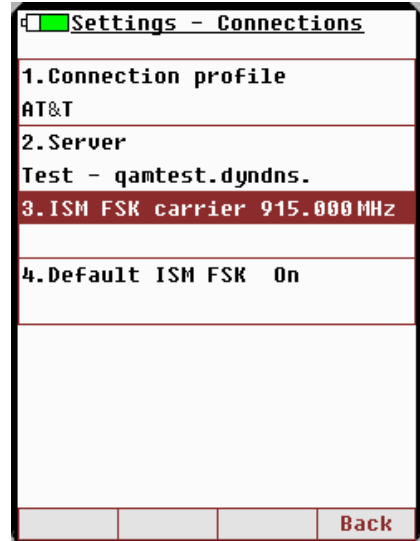 Settings - Connections
1.Connection profile
AT&T
2.Server
Test - qamtest.dyndns.
3.ISM FSK carrier 915.000 MHz
4.Default ISM FSK On
Back